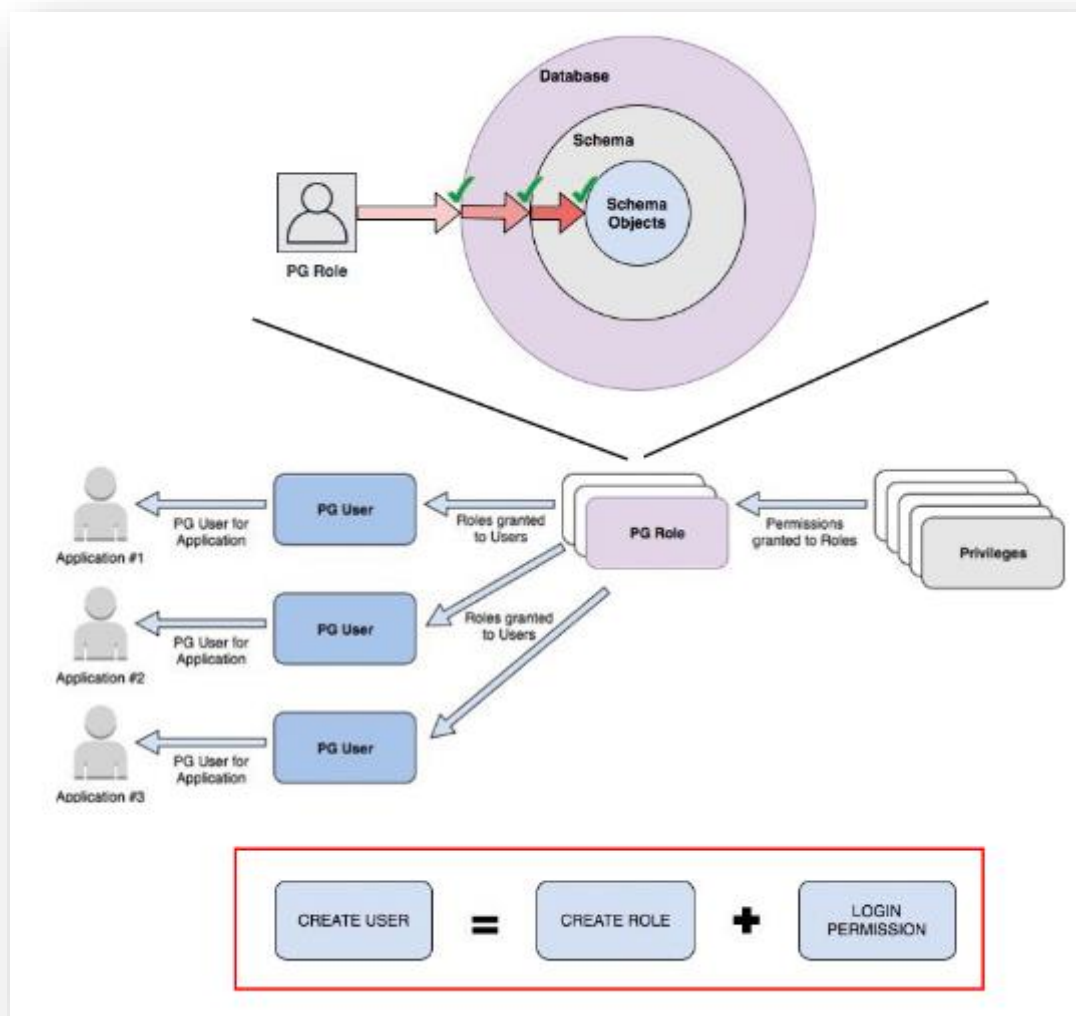 Database
Schema
Schema
Objects
PG Role
PG User
PG User for
Application
Application #1
Roles granted
to Users
PG Role
Permissions
granted to Roles
Privileges
PG User
PG User for
Application
Application #2
Roles granted
to Users
PG User
PG User for
Application
Application #3
CREATE USER
=
CREATE ROLE
+
LOGIN
PERMISSION